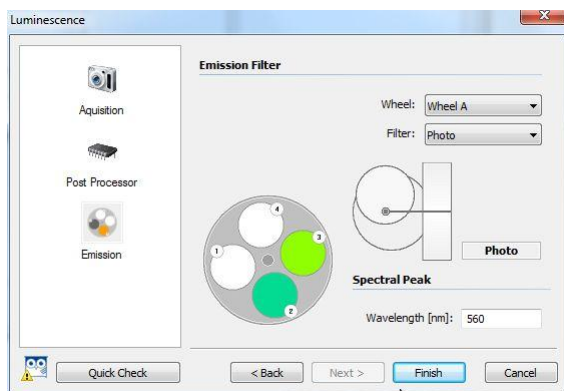 Luminescence
Aquisition
Post Processor
Emission
Emission Filter
Wheel: Wheel A
Filter: Photo
4
3
1
2
Photo
Spectral Peak
Wavelength [nm]: 560
Quick Check
< Back
Next >
Finish
Cancel